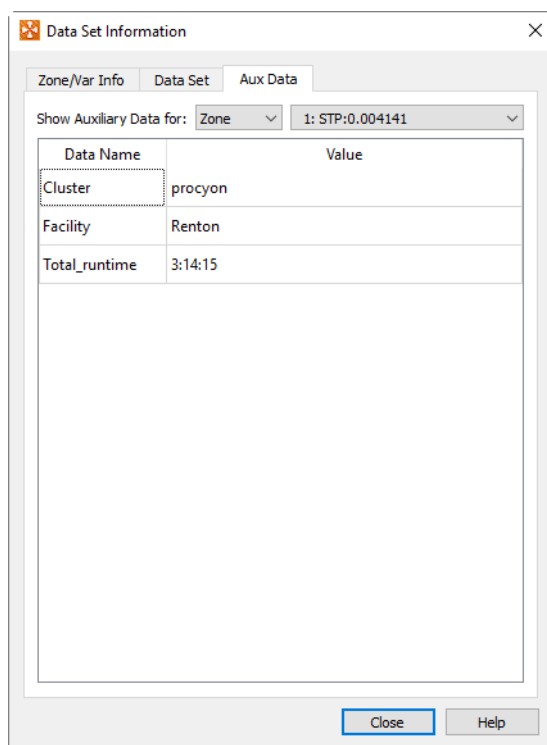 Data Set Information
Zone/Var Info Data Set Aux Data
Show Auxiliary Data for: Zone 1: STP:0.004141
Data Name Value
Cluster procyon
Facility Renton
Total_runtime 3:14:15
Close Help